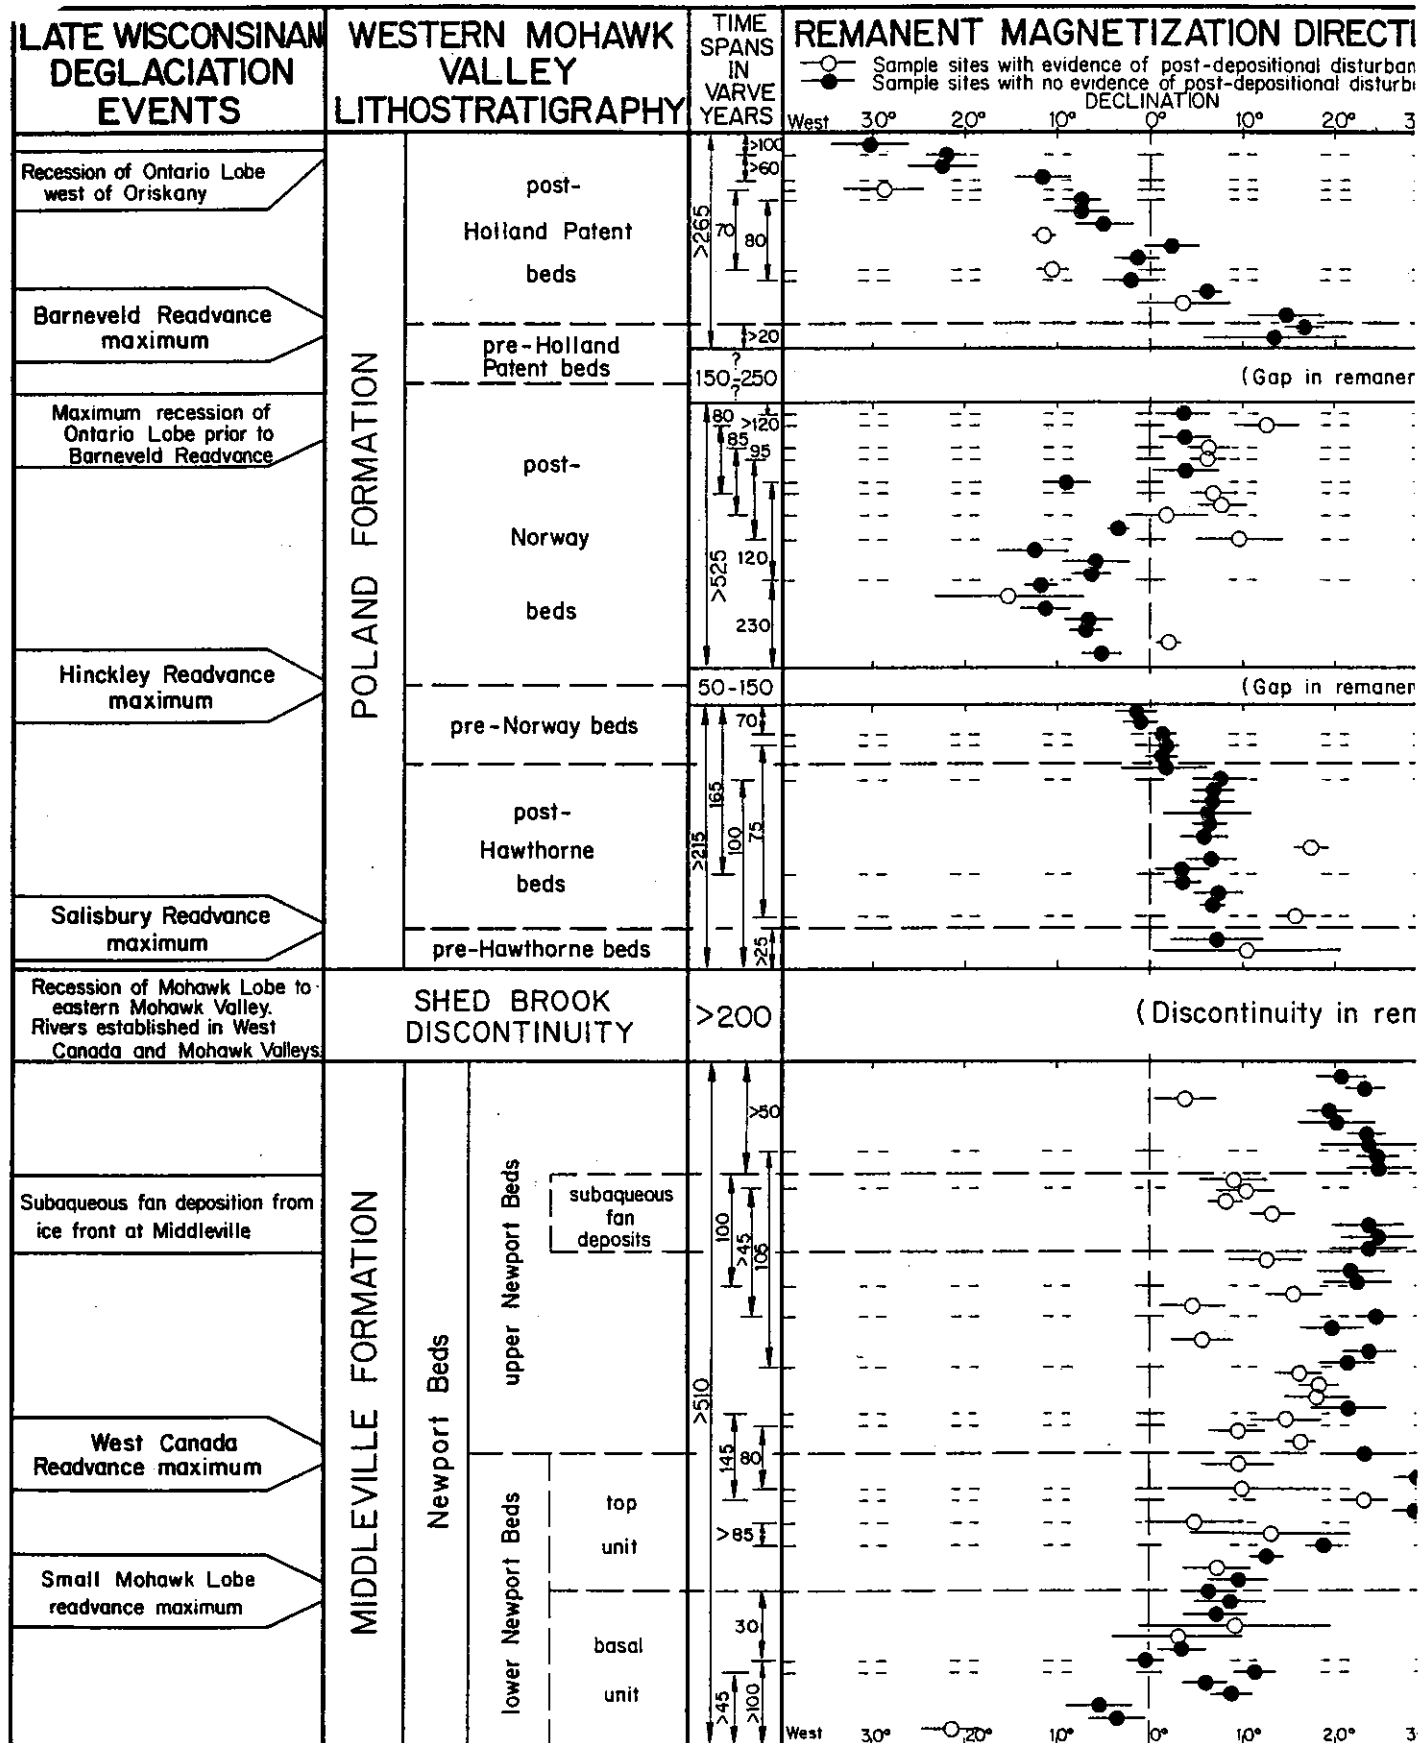 LATE WISCONSINAN
DEGLACIATION
EVENTS
WESTERN MOHAWK
VALLEY
LITHOSTRATIGRAPHY
TIME
SPANS
IN
VARVE
YEARS
REMANENT MAGNETIZATION DIRECTI
Sample sites with evidence of post-depositional disturban
Sample sites with no evidence of post-depositional disturb
DECLINATION
West 30° 20° 10° 0° 10° 20° 3
Recession of Ontario Lobe
west of Oriskany
Barneveld Readvance
maximum
Maximum recession of
Ontario Lobe prior to
Barneveld Readvance
Hinckley Readvance
maximum
Salisbury Readvance
maximum
POLAND FORMATION
post-
Holland Patent
beds
pre-Holland
Patent beds
post-
Norway
beds
pre-Norway beds
post-
Hawthorne
beds
pre-Hawthorne beds
>265
>100
>60
70
80
>20
?
150-250
?
(Gap in remanen
>525
80
>120
85
95
120
230
50-150
(Gap in remanen
>215
165
100
70
75
>25
Recession of Mohawk Lobe to
eastern Mohawk Valley.
Rivers established in West
Canada and Mohawk Valleys.
SHED BROOK
DISCONTINUITY
>200
(Discontinuity in rem
Subaqueous fan deposition from
ice front at Middleville
West Canada
Readvance maximum
Small Mohawk Lobe
readvance maximum
MIDDLEVILLE FORMATION
Newport Beds
upper Newport Beds
subaqueous
fan
deposits
lower Newport Beds
top
unit
basal
unit
>510
>50
100
>45
105
145
80
>85
30
>45
>100
West 30° 20° 10° 0° 10° 20° 3